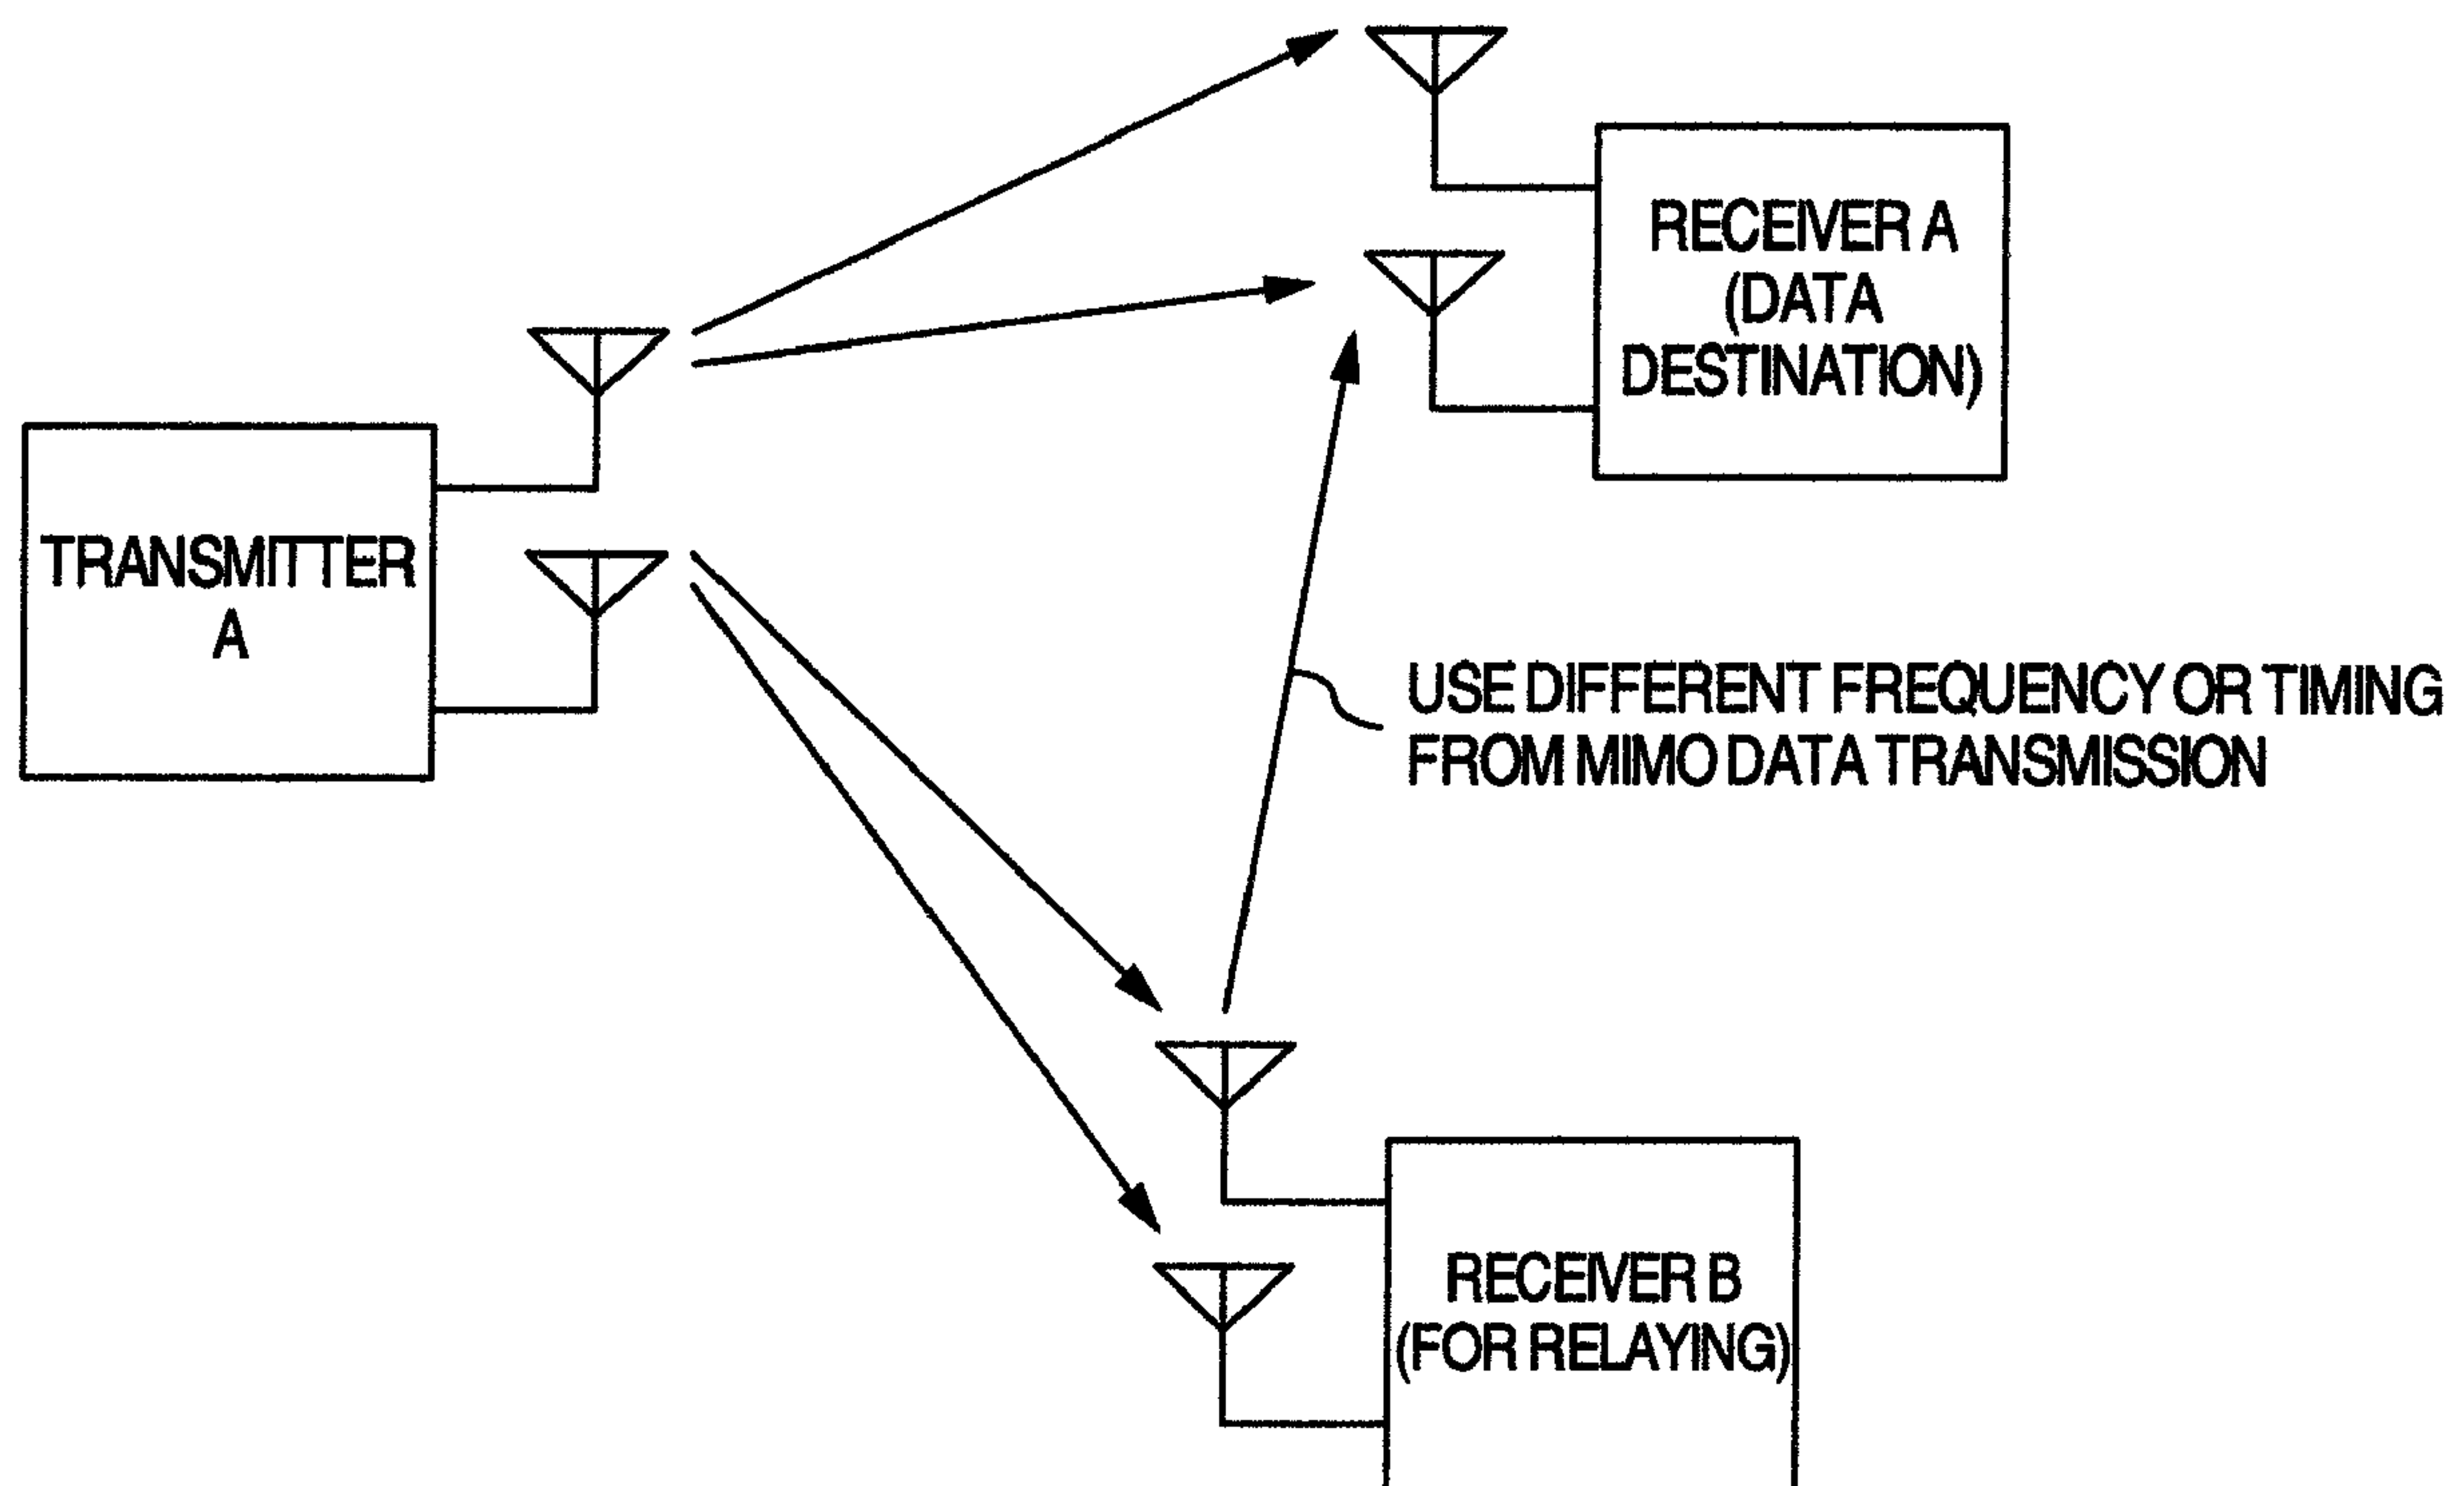 RECEIVER A
(DATA
DESTINATION)
TRANSMITTER
A
USE DIFFERENT FREQUENCY OR TIMING
FROM MIMO DATA TRANSMISSION
RECEIVER B
(FOR RELAYING)